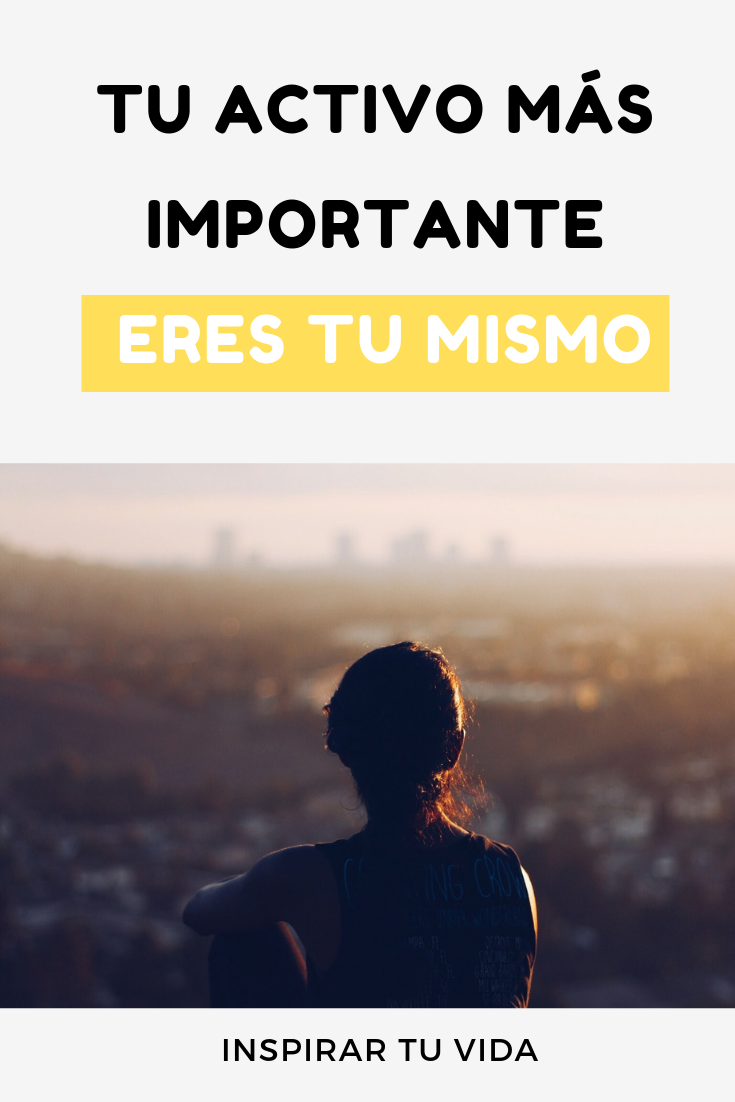 TU ACTIVO MÁS
IMPORTANTE
ERES TU MISMO
INSPIRAR TU VIDA